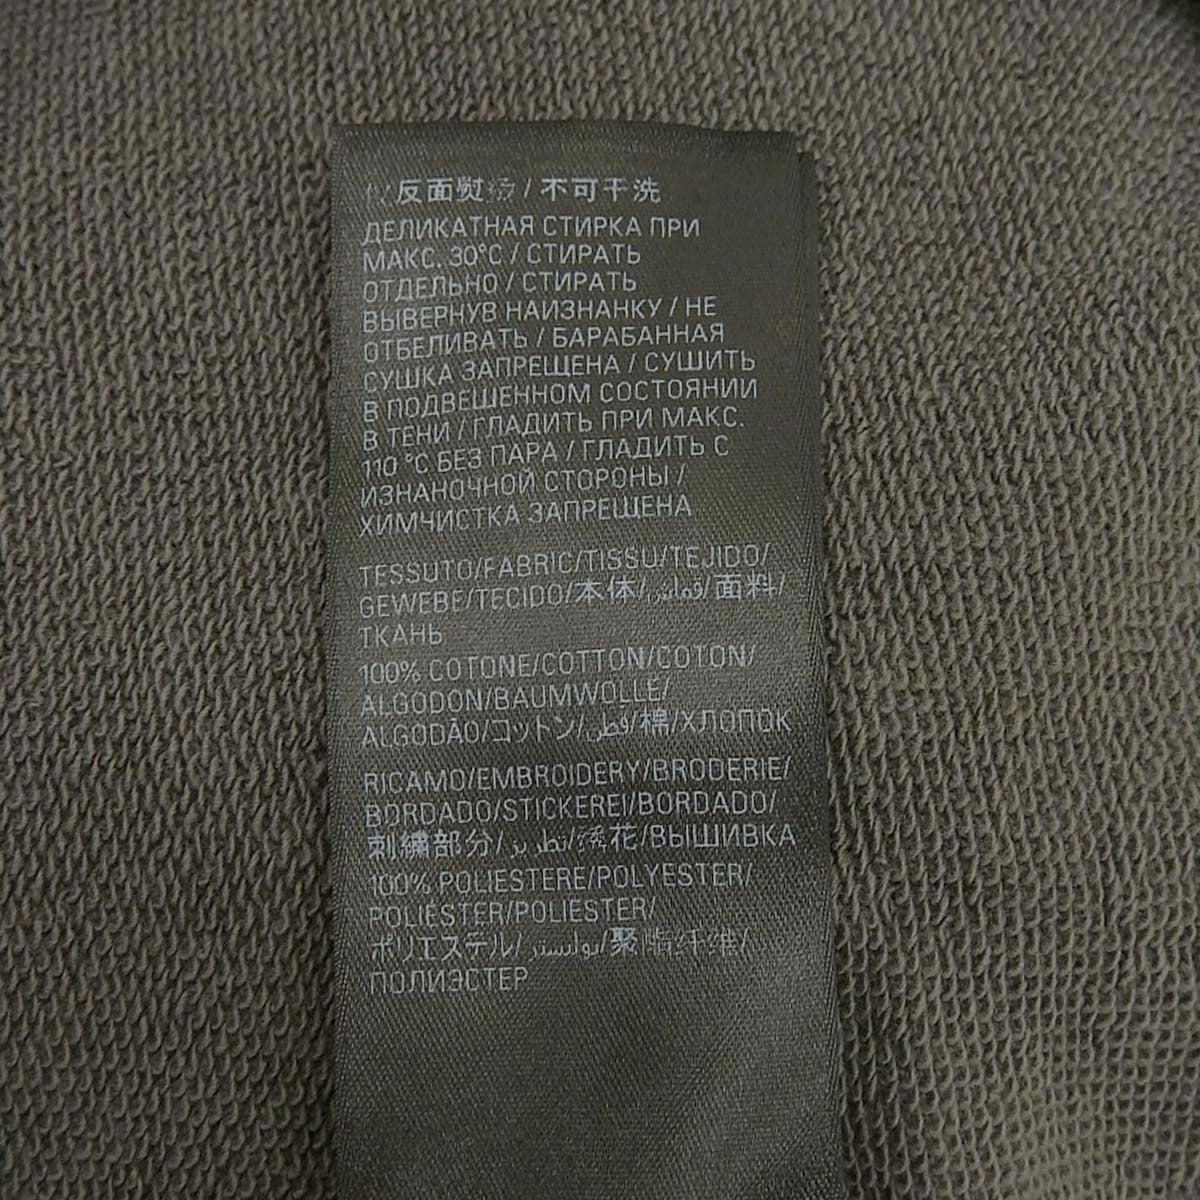 反面熨烫 / 不可干洗
ДЕЛИКАТНАЯ СТИРКА ПРИ
МАКС. 30°C / СТИРАТЬ
ОТДЕЛЬНО / СТИРАТЬ
ВЫВЕРНУВ НАИЗНАНКУ / НЕ
ОТБЕЛИВАТЬ / БАРАБАННАЯ
СУШКА ЗАПРЕЩЕНА / СУШИТЬ
В ПОДВЕШЕННОМ СОСТОЯНИИ
В ТЕНИ / ГЛАДИТЬ ПРИ МАКС.
110 °C БЕЗ ПАРА / ГЛАДИТЬ С
ИЗНАНОЧНОЙ СТОРОНЫ /
ХИМЧИСТКА ЗАПРЕЩЕНА
TESSUTO/FABRIC/TISSU/TEJIDO/
GEWEBE/TECIDO/本体/قماش/面料/
ТКАНЬ
100% COTONE/COTTON/COTON/
ALGODON/BAUMWOLLE/
ALGODÃO/コットン/قطن/棉/ХЛОПОК
RICAMO/EMBROIDERY/BRODERIE/
BORDADO/STICKEREI/BORDADO/
刺繍部分/تطريز/绣花/ВЫШИВКА
100% POLIESTERE/POLYESTER/
POLIESTER/POLIESTER/
ポリエステル/بوليستر/聚酯纤维/
ПОЛИЭСТЕР